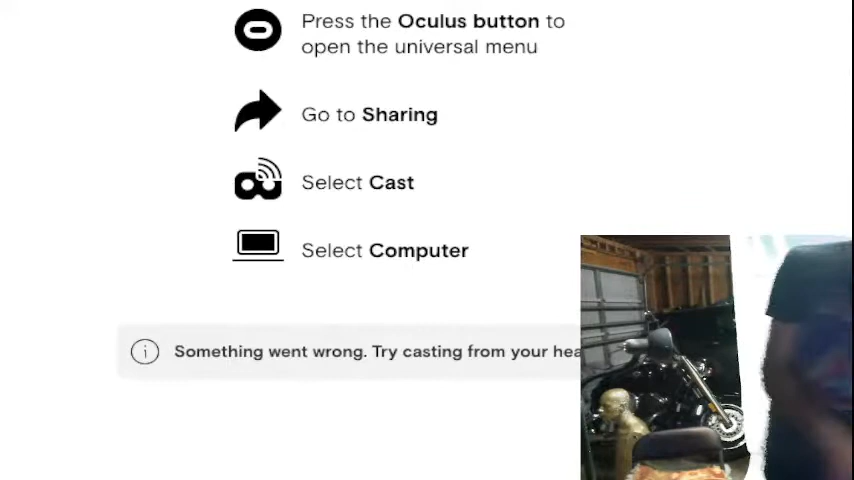 Press the Oculus button to
open the universal menu
Go to Sharing
Select Cast
Select Computer
Something went wrong. Try casting from your